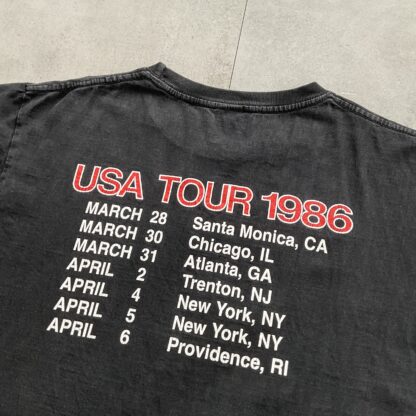 USA TOUR 1986
MARCH 28 Santa Monica, CA
MARCH 30 Chicago, IL
MARCH 31 Atlanta, GA
APRIL 2 Trenton, NJ
APRIL 4 New York, NY
APRIL 5 New York, NY
APRIL 6 Providence, RI